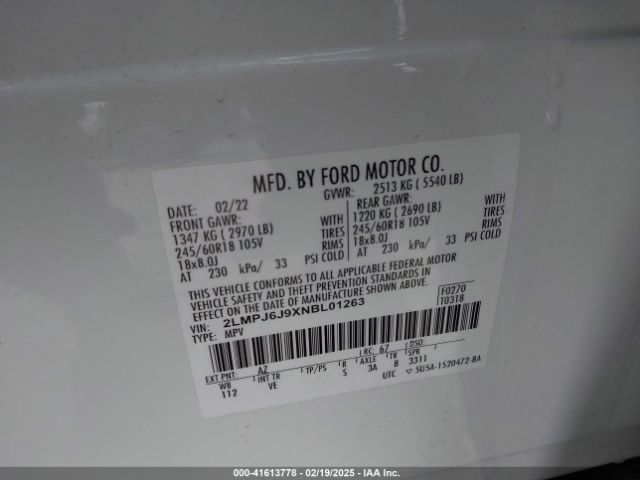 MFD. BY FORD MOTOR CO.
DATE: 02/22 GVWR: 2513 KG ( 5540 LB)
FRONT GAWR: REAR GAWR:
1347 KG ( 2970 LB) WITH 1220 KG ( 2690 LB) WITH
245/60R18 105V TIRES 245/60R18 105V TIRES
18x8.0J RIMS 18x8.0J RIMS
AT 230 kPa/ 33 PSI COLD AT 230 kPa/ 33 PSI COLD
THIS VEHICLE CONFORMS TO ALL APPLICABLE FEDERAL MOTOR
VEHICLE SAFETY AND THEFT PREVENTION STANDARDS IN
EFFECT ON THE DATE OF MANUFACTURE SHOWN ABOVE.
VIN: 2LMPJ6J9XNBL01263 F0270
TYPE: MPV T0318
EXT PNT: AZ RC: 67 DSO:
WB INT TR TP/PS R AXLE TR SPR
112 VE S 3A B 3311
UTC ▽ SU5A-1520472-BA
000-41613778 - 02/19/2025 - IAA Inc.